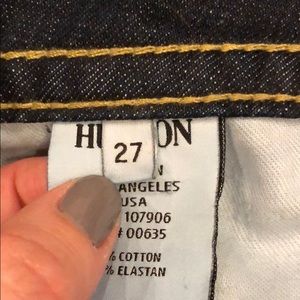 HU ON
27
N
ANGELES
USA
107906
# 00635
% COTTON
% ELASTAN